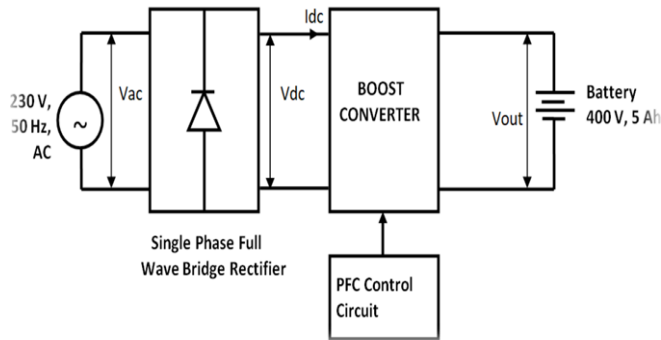 Idc
230 V,
50 Hz,
AC
~
Vac
Vdc
BOOST
CONVERTER
Vout
Battery
400 V, 5 Ah
Single Phase Full
Wave Bridge Rectifier
PFC Control
Circuit